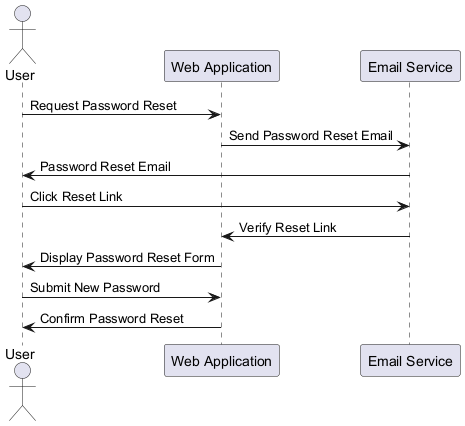 User
Web Application
Email Service
Request Password Reset
Send Password Reset Email
Password Reset Email
Click Reset Link
Verify Reset Link
Display Password Reset Form
Submit New Password
Confirm Password Reset
User
Web Application
Email Service